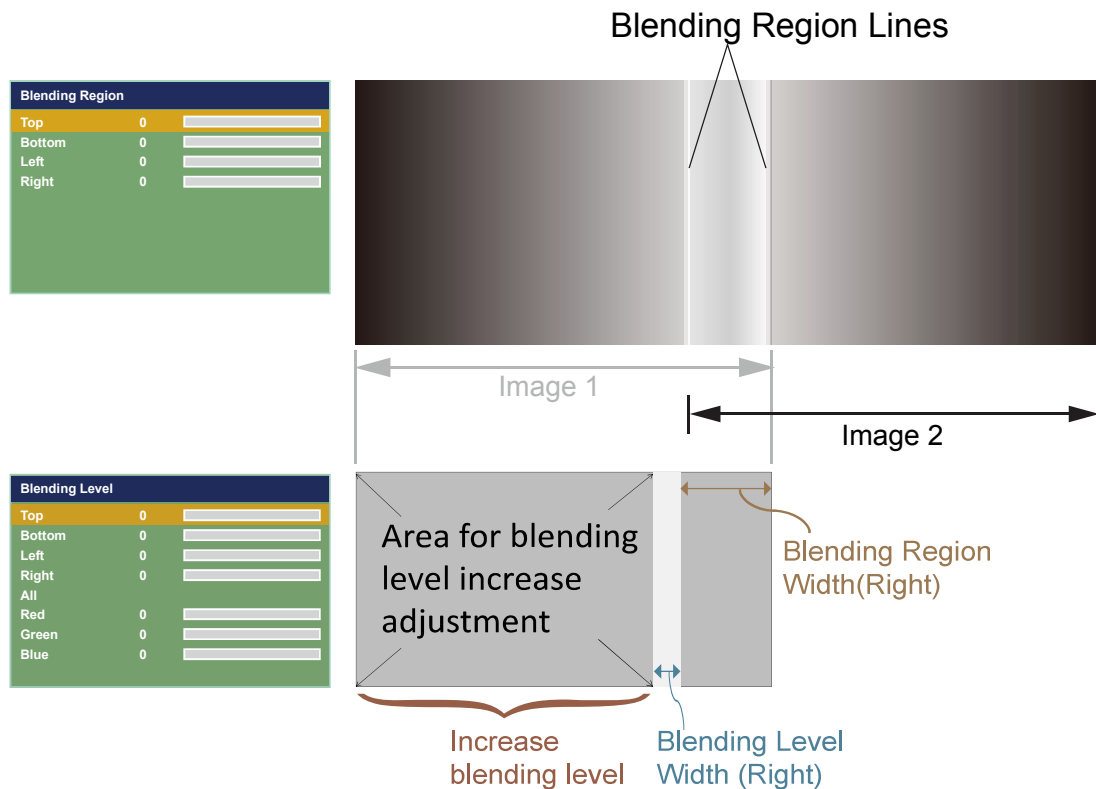 Blending Region Lines
Blending Region
Top 0
Bottom 0
Left 0
Right 0
Image 1
Image 2
Blending Level
Top 0
Bottom 0
Left 0
Right 0
All
Red 0
Green 0
Blue 0
Area for blending
level increase
adjustment
Blending Region
Width(Right)
Increase
blending level
Blending Level
Width (Right)